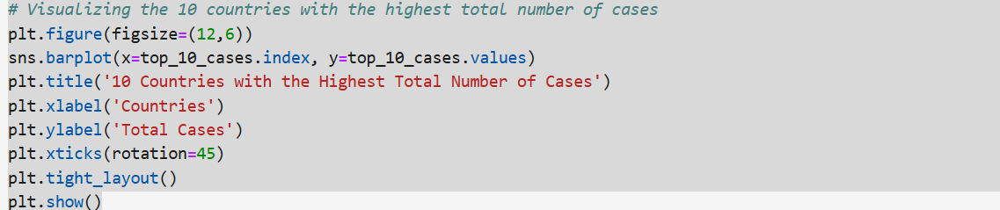 # Visualizing the 10 countries with the highest total number of cases
plt.figure(figsize=(12,6))
sns.barplot(x=top_10_cases.index, y=top_10_cases.values)
plt.title('10 Countries with the Highest Total Number of Cases')
plt.xlabel('Countries')
plt.ylabel('Total Cases')
plt.xticks(rotation=45)
plt.tight_layout()
plt.show()